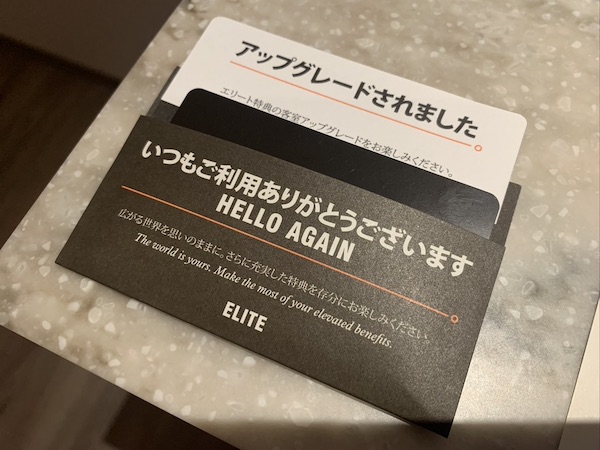 アップグレードされました。
エリート特典の客室アップグレードをお楽しみください。
いつもご利用ありがとうございます
HELLO AGAIN
広がる世界を思いのままに。さらに充実した特典を存分にお楽しみください
The world is yours. Make the most of your elevated benefits.
ELITE